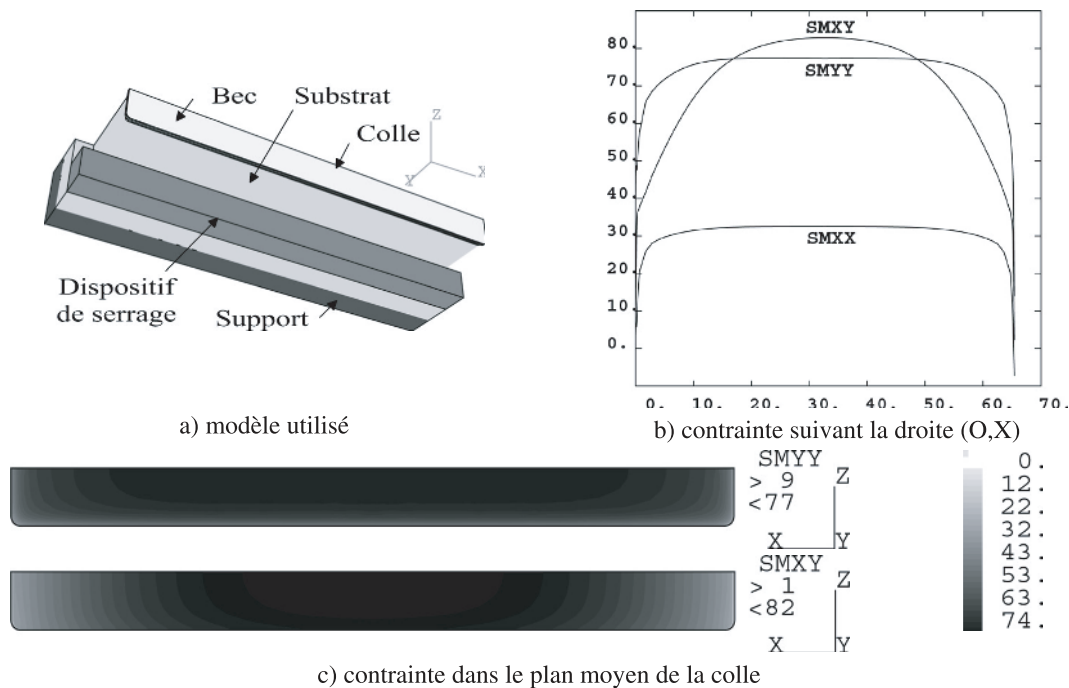 Bec
Substrat
Colle
Z
X
Y
Dispositif
de serrage
Support
a) modèle utilisé
SMXY
SMYY
SMXX
80.
70.
60.
50.
40.
30.
20.
10.
0.
0. 10. 20. 30. 40. 50. 60. 70.
b) contrainte suivant la droite (O,X)
SMYY
> 9
<77
Z
X Y
SMXY
> 1
<82
Z
X Y
0.
12.
22.
32.
43.
53.
63.
74.
c) contrainte dans le plan moyen de la colle